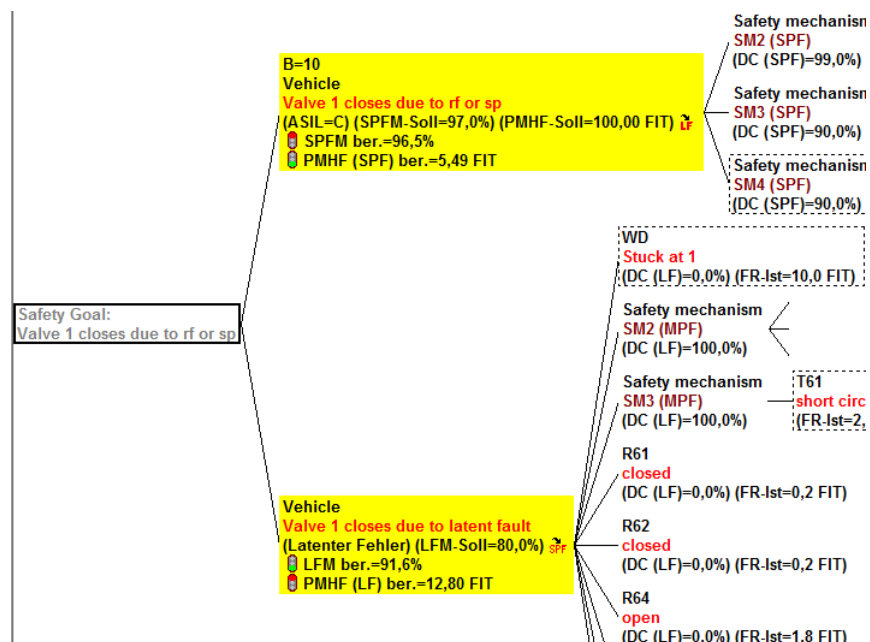 Safety Goal:
Valve 1 closes due to rf or sp
B=10
Vehicle
Valve 1 closes due to rf or sp
(ASIL=C) (SPFM-Soll=97,0%) (PMHF-Soll=100,00 FIT) LF
SPFM ber.=96,5%
PMHF (SPF) ber.=5,49 FIT
Safety mechanism
SM2 (SPF)
(DC (SPF)=99,0%)
Safety mechanism
SM3 (SPF)
(DC (SPF)=90,0%)
Safety mechanism
SM4 (SPF)
(DC (SPF)=90,0%)
Vehicle
Valve 1 closes due to latent fault
(Latenter Fehler) (LFM-Soll=80,0%) SPF
LFM ber.=91,6%
PMHF (LF) ber.=12,80 FIT
WD
Stuck at 1
(DC (LF)=0,0%) (FR-Ist=10,0 FIT)
Safety mechanism
SM2 (MPF)
(DC (LF)=100,0%)
Safety mechanism
SM3 (MPF)
(DC (LF)=100,0%)
T61
short circ
(FR-Ist=2,
R61
closed
(DC (LF)=0,0%) (FR-Ist=0,2 FIT)
R62
closed
(DC (LF)=0,0%) (FR-Ist=0,2 FIT)
R64
open
(DC (LF)=0,0%) (FR-Ist=1,8 FIT)